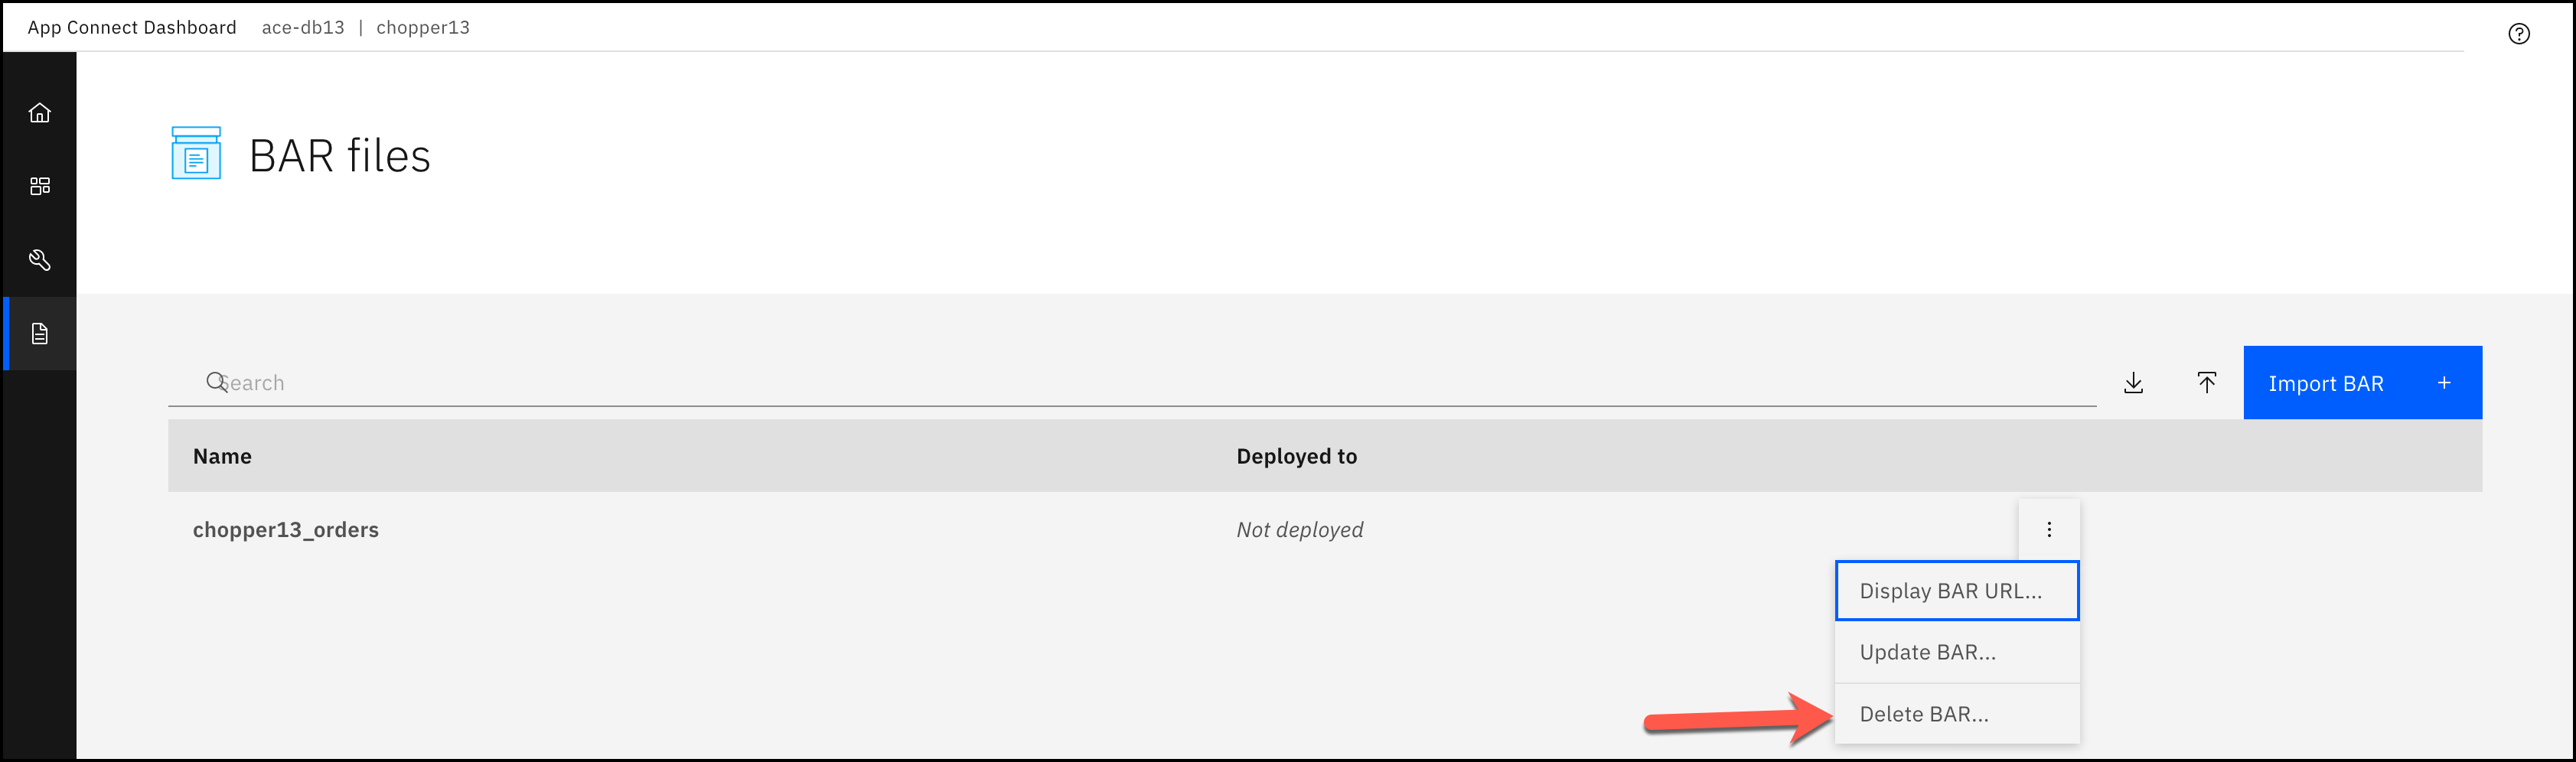 App Connect Dashboard ace-db13 | chopper13
BAR files
Search
Import BAR +
Name Deployed to
chopper13_orders Not deployed
Display BAR URL...
Update BAR...
Delete BAR...